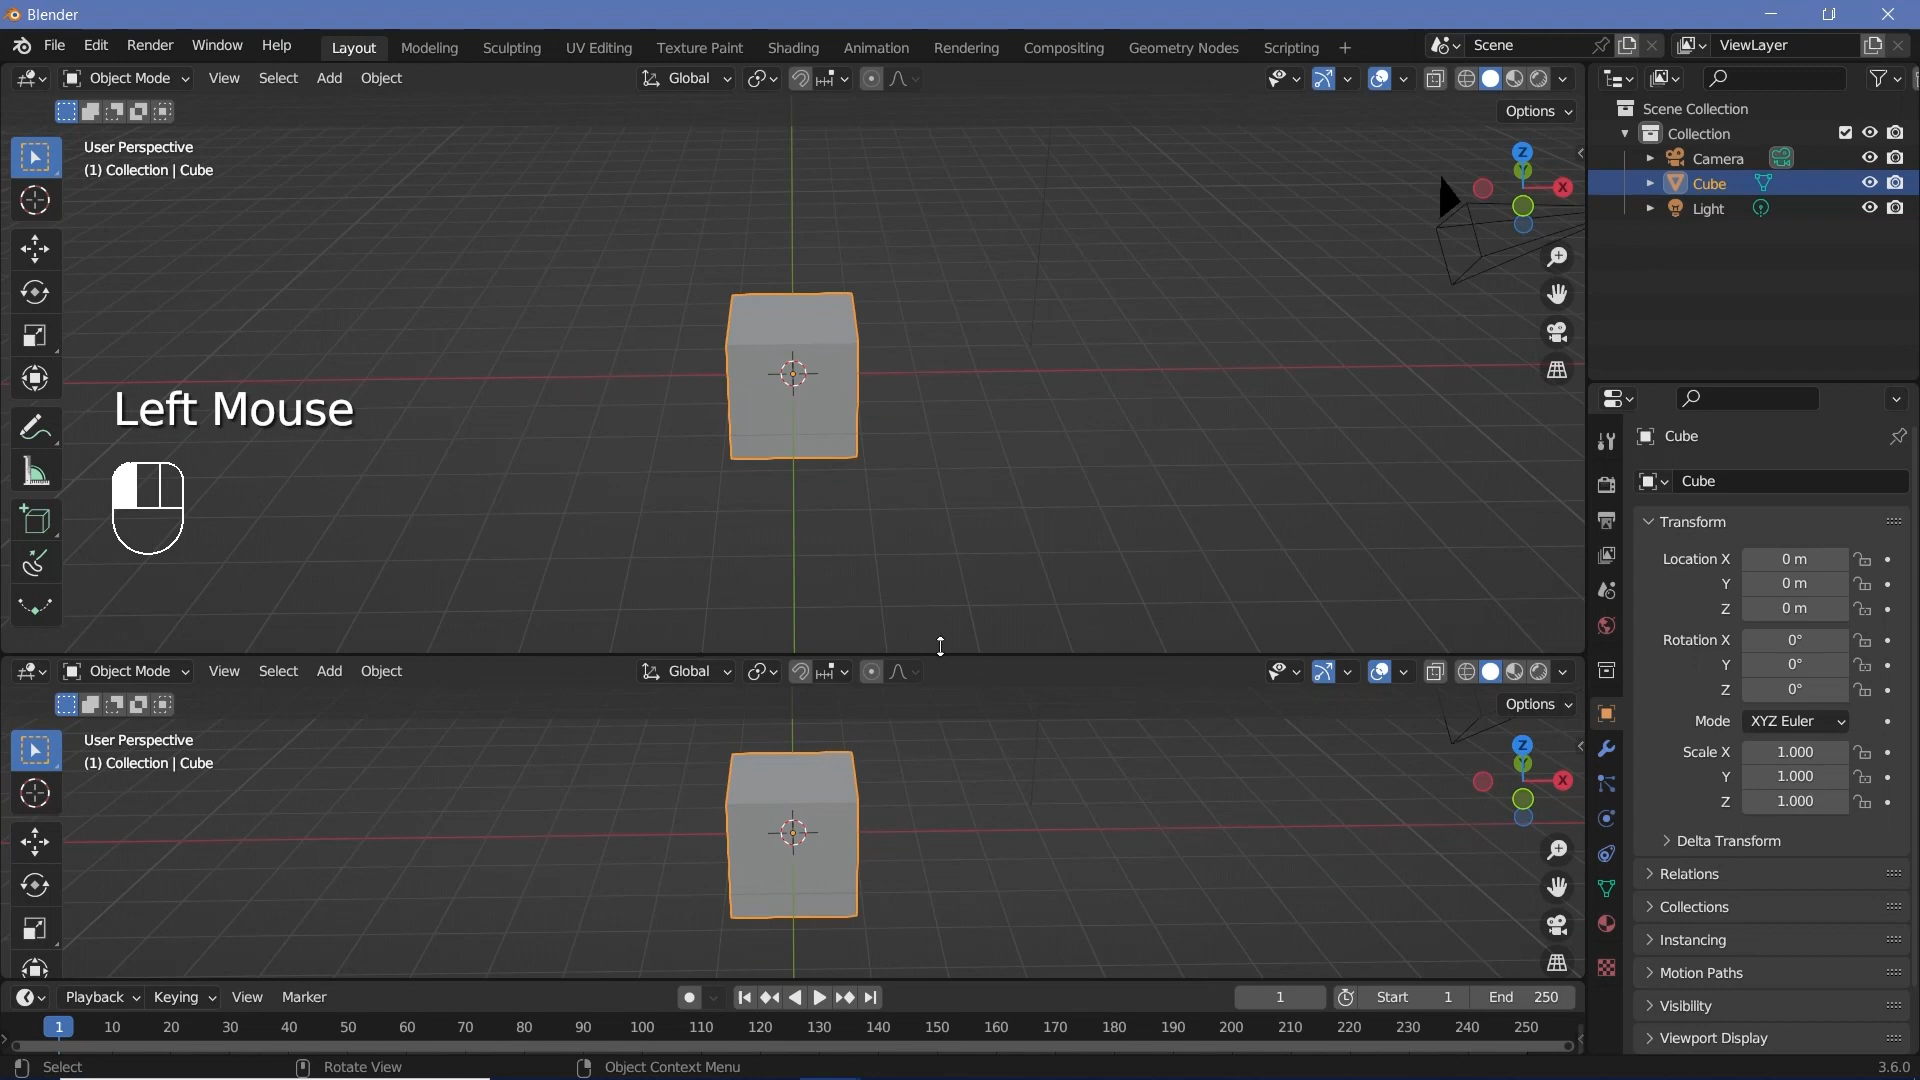 Blender
File Edit Render Window Help
Layout Modeling Sculpting UV Editing Texture Paint Shading Animation Rendering Compositing Geometry Nodes Scripting +
Scene
ViewLayer
Object Mode View Select Add Object
Global
Options
User Perspective
(1) Collection | Cube
Z
Y
X
Left Mouse
Object Mode View Select Add Object
Global
Options
User Perspective
(1) Collection | Cube
Z
Y
X
Playback Keying View Marker
1
Start 1
End 250
1 10 20 30 40 50 60 70 80 90 100 110 120 130 140 150 160 170 180 190 200 210 220 230 240 250
Select
Rotate View
Object Context Menu
3.6.0
Scene Collection
Collection
Camera
Cube
Light
Cube
Cube
Transform
Location X 0 m
Y 0 m
Z 0 m
Rotation X 0°
Y 0°
Z 0°
Mode XYZ Euler
Scale X 1.000
Y 1.000
Z 1.000
Delta Transform
Relations
Collections
Instancing
Motion Paths
Visibility
Viewport Display